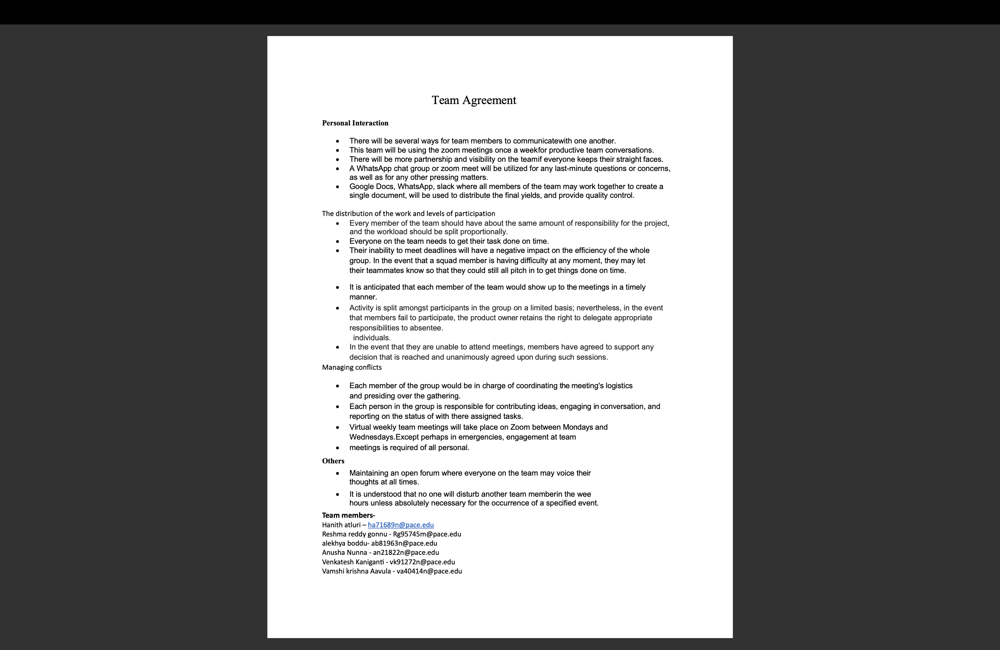 Team Agreement
Personal Interaction
• There will be several ways for team members to communicatewith one another.
• This team will be using the zoom meetings once a weekfor productive team conversations.
• There will be more partnership and visibility on the teamif everyone keeps their straight faces.
• A WhatsApp chat group or zoom meet will be utilized for any last-minute questions or concerns,
as well as for any other pressing matters.
• Google Docs, WhatsApp, slack where all members of the team may work together to create a
single document, will be used to distribute the final yields, and provide quality control.
The distribution of the work and levels of participation
• Every member of the team should have about the same amount of responsibility for the project,
and the workload should be split proportionally.
• Everyone on the team needs to get their task done on time.
• Their inability to meet deadlines will have a negative impact on the efficiency of the whole
group. In the event that a squad member is having difficulty at any moment, they may let
their teammates know so that they could still all pitch in to get things done on time.
• It is anticipated that each member of the team would show up to the meetings in a timely
manner.
• Activity is split amongst participants in the group on a limited basis; nevertheless, in the event
that members fail to participate, the product owner retains the right to delegate appropriate
responsibilities to absentee.
individuals.
• In the event that they are unable to attend meetings, members have agreed to support any
decision that is reached and unanimously agreed upon during such sessions.
Managing conflicts
• Each member of the group would be in charge of coordinating the meeting's logistics
and presiding over the gathering.
• Each person in the group is responsible for contributing ideas, engaging in conversation, and
reporting on the status of with there assigned tasks.
• Virtual weekly team meetings will take place on Zoom between Mondays and
Wednesdays.Except perhaps in emergencies, engagement at team
• meetings is required of all personal.
Others
• Maintaining an open forum where everyone on the team may voice their
thoughts at all times.
• It is understood that no one will disturb another team memberin the wee
hours unless absolutely necessary for the occurrence of a specified event.
Team members-
Hanith atluri – ha71689n@pace.edu
Reshma reddy gonnu - Rg95745m@pace.edu
alekhya boddu- ab81963n@pace.edu
Anusha Nunna - an21822n@pace.edu
Venkatesh Kaniganti - vk91272n@pace.edu
Vamshi krishna Aavula - va40414n@pace.edu